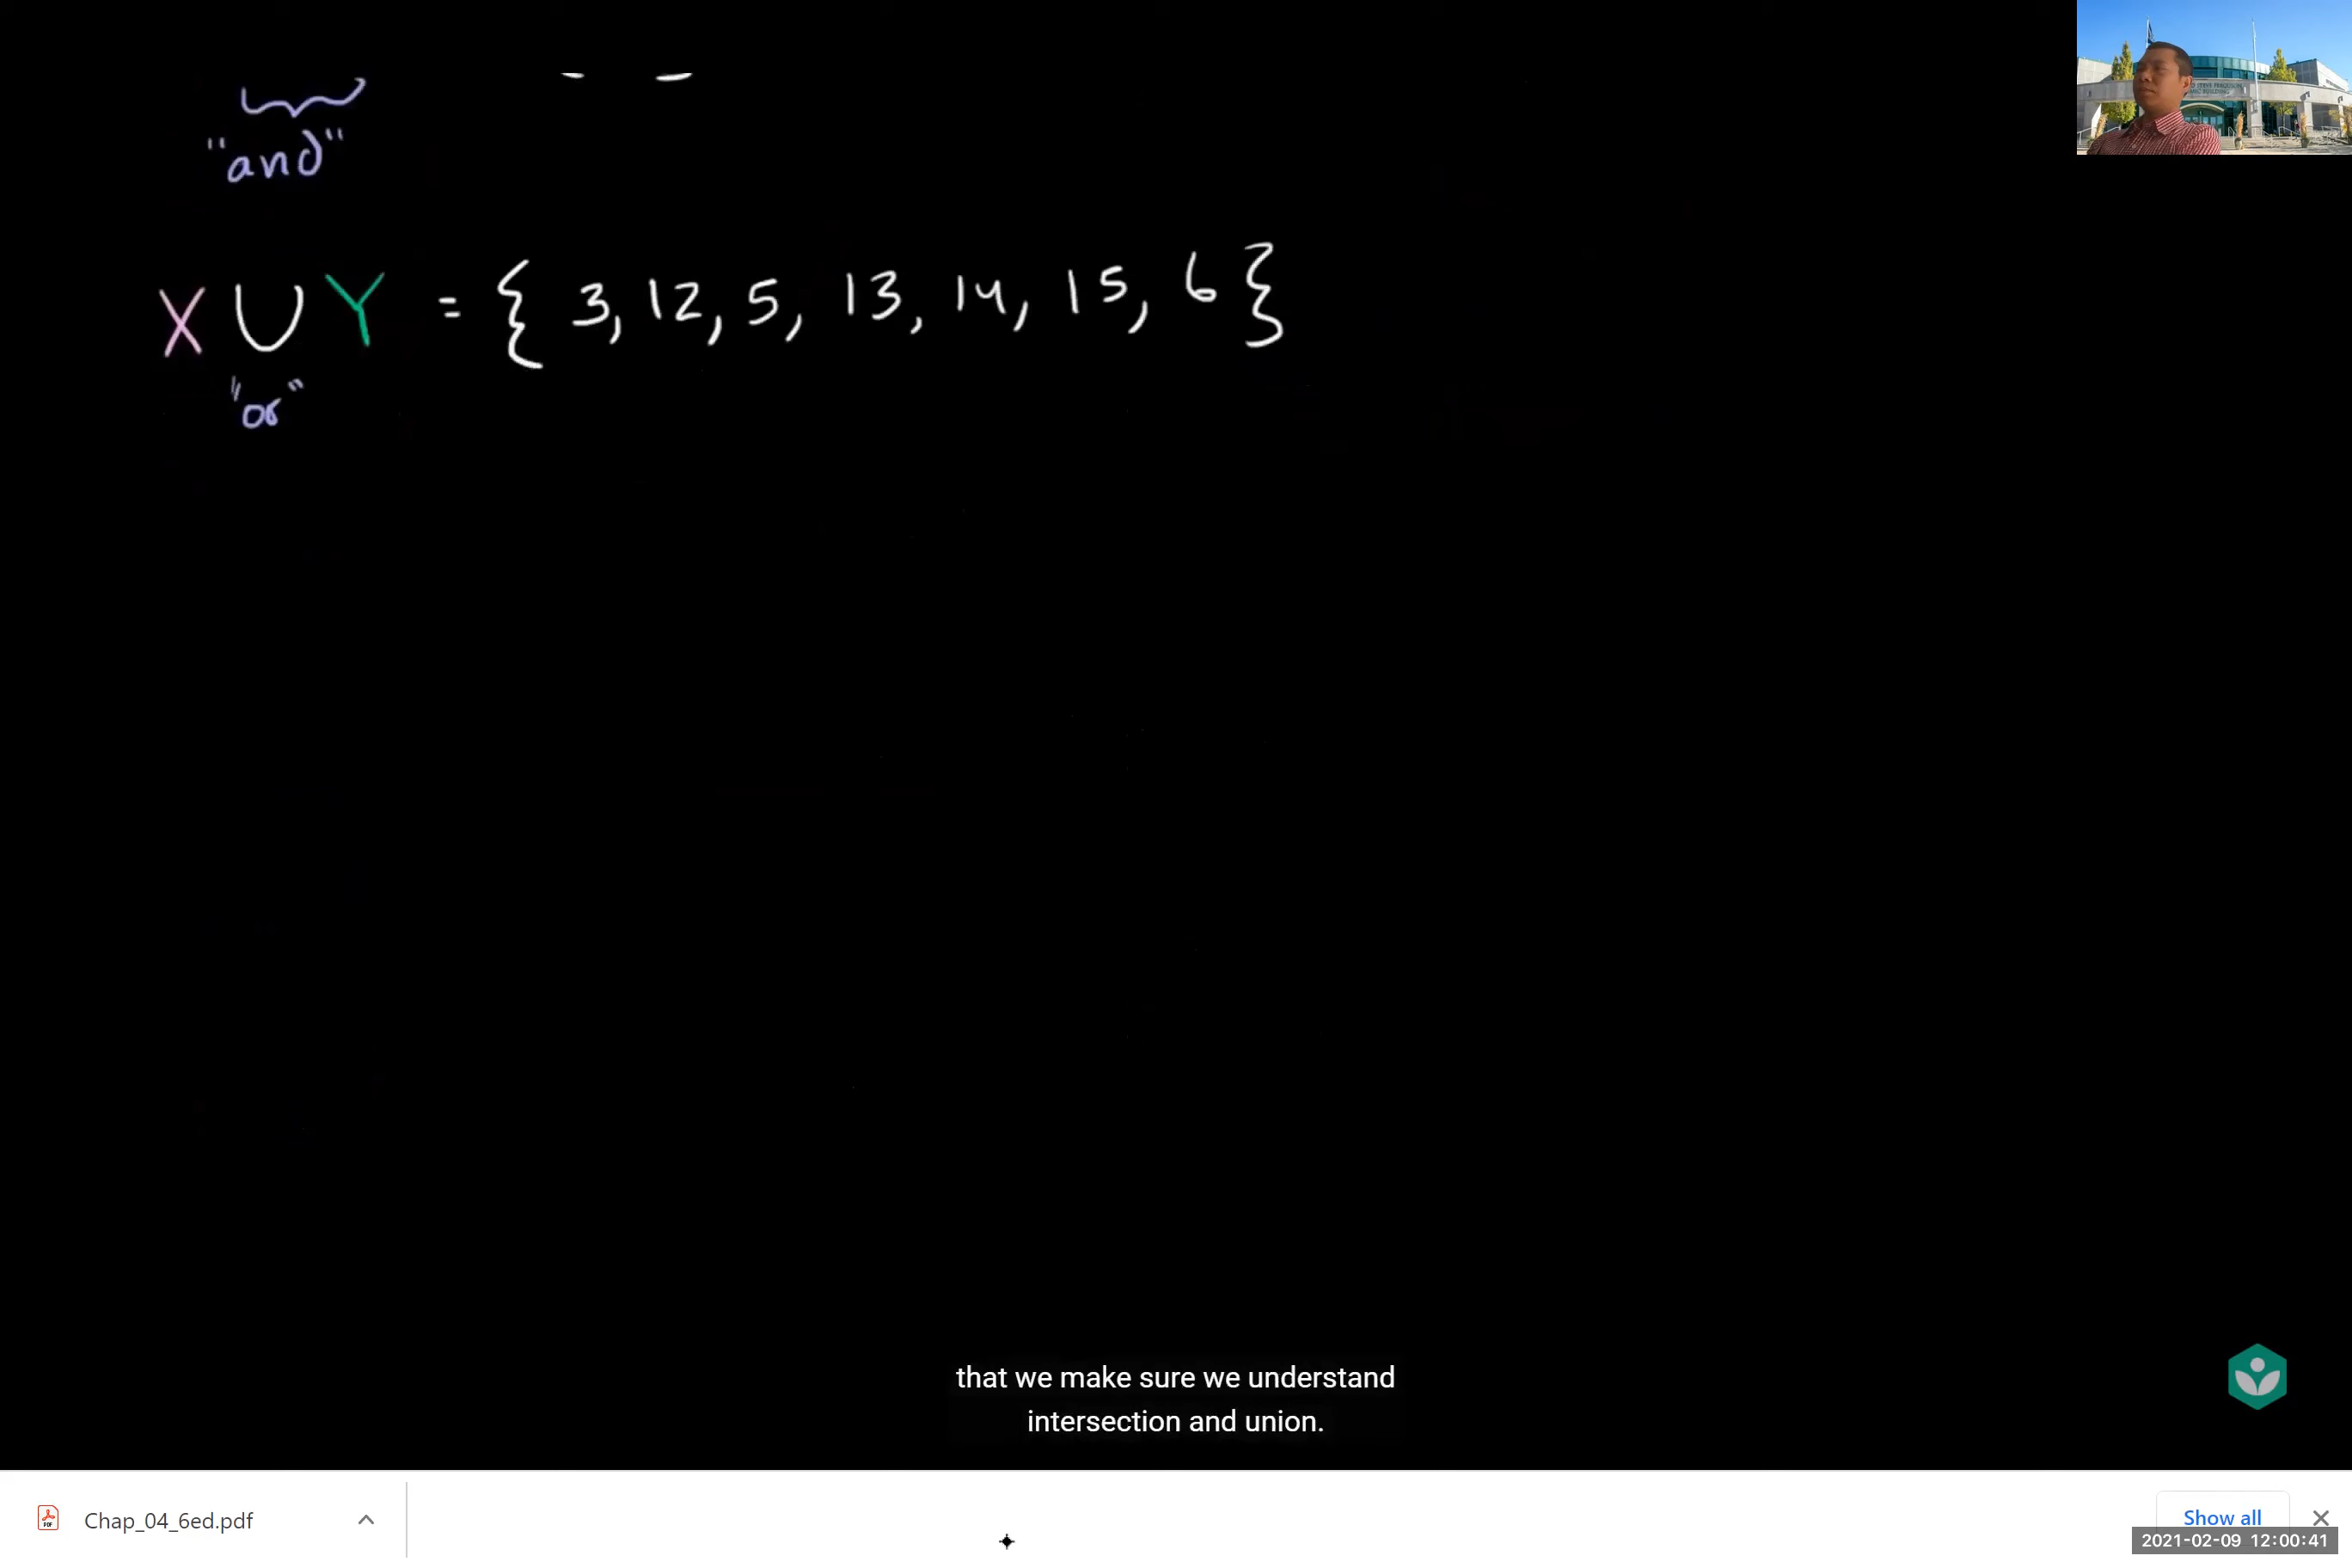 "and"
X ∪ Y = { 3, 12, 5, 13, 14, 15, 6 }
"or"
that we make sure we understand
intersection and union.
Chap_04_6ed.pdf
Show all
2021-02-09 12:00:41